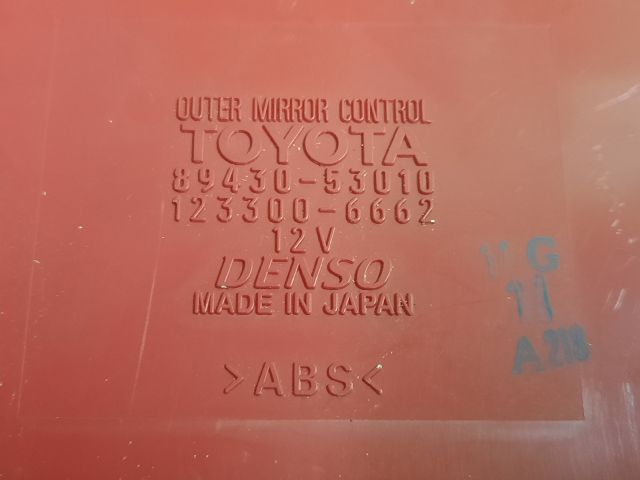 OUTER MIRROR CONTROL
TOYOTA
89430-53010
123300-6662
12V
DENSO
MADE IN JAPAN
>ABS<
G
11
A